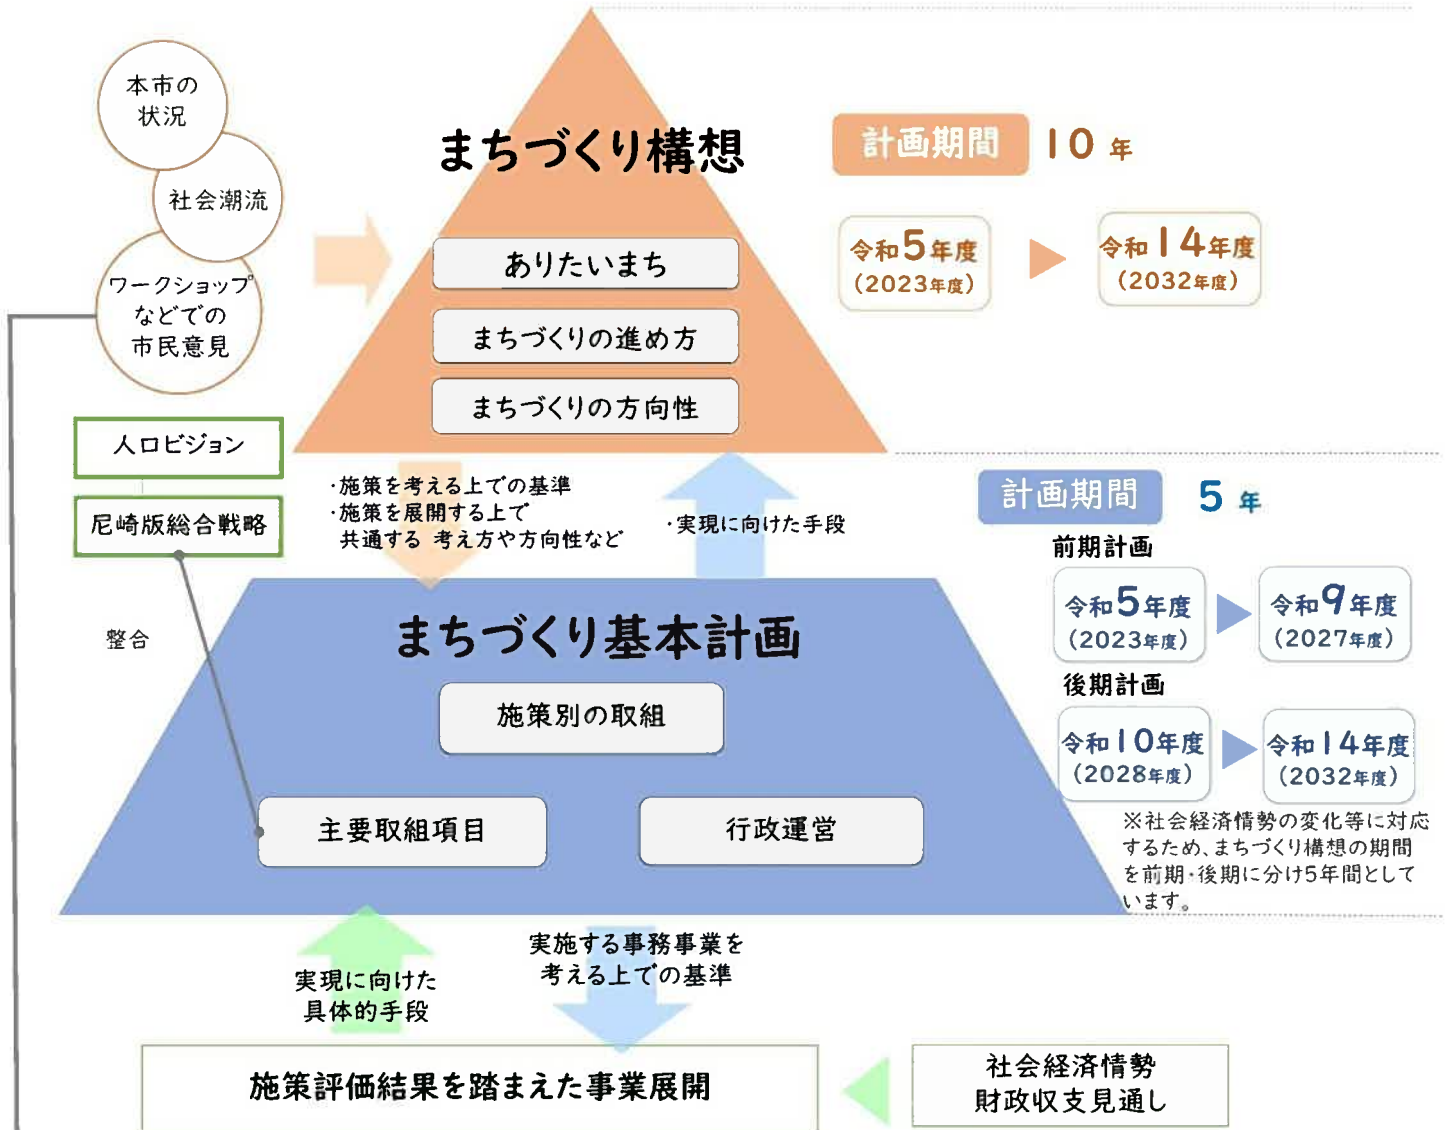 本市の
状況
社会潮流
ワークショップ
などでの
市民意見
まちづくり構想
ありたいまち
まちづくりの進め方
まちづくりの方向性
計画期間 10年
令和5年度
(2023年度)
令和14年度
(2032年度)
人口ビジョン
尼崎版総合戦略
整合
・施策を考える上での基準
・施策を展開する上で
共通する 考え方や方向性など
・実現に向けた手段
計画期間 5年
前期計画
令和5年度
(2023年度)
令和9年度
(2027年度)
後期計画
令和10年度
(2028年度)
令和14年度
(2032年度)
※社会経済情勢の変化等に対応
するため、まちづくり構想の期間
を前期・後期に分け5年間として
います。
まちづくり基本計画
施策別の取組
主要取組項目
行政運営
実現に向けた
具体的手段
実施する事務事業を
考える上での基準
施策評価結果を踏まえた事業展開
社会経済情勢
財政収支見通し